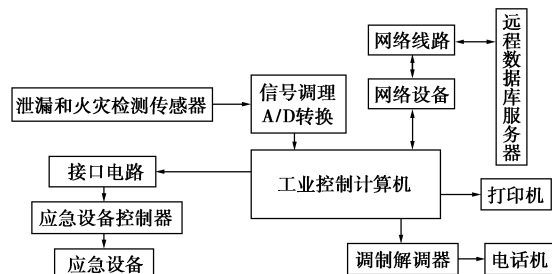 网络线路
远程数据库服务器
泄漏和火灾检测传感器
信号调理
A/D转换
网络设备
接口电路
工业控制计算机
打印机
应急设备控制器
应急设备
调制解调器
电话机